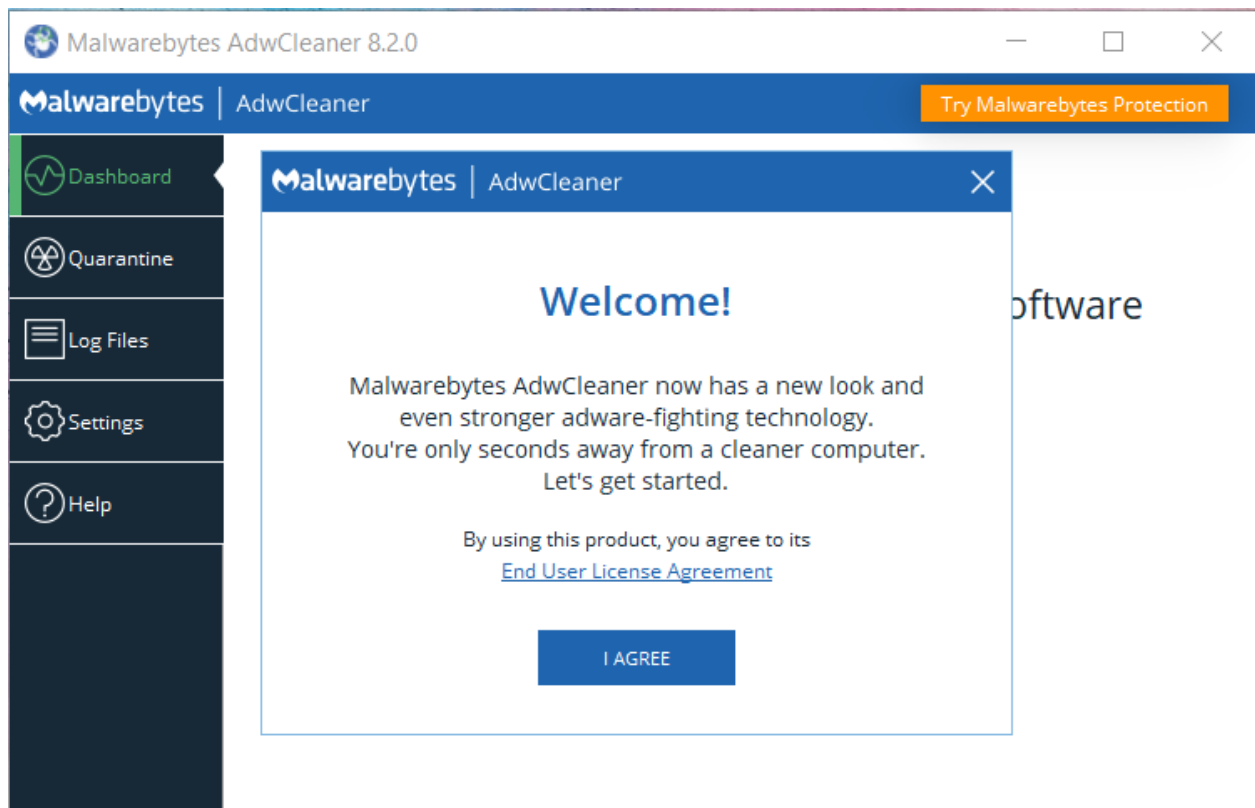 Malwarebytes AdwCleaner 8.2.0
Malwarebytes | AdwCleaner
Try Malwarebytes Protection
Dashboard
Quarantine
Log Files
Settings
Help
Malwarebytes | AdwCleaner
Welcome!
Malwarebytes AdwCleaner now has a new look and
even stronger adware-fighting technology.
You're only seconds away from a cleaner computer.
Let's get started.
By using this product, you agree to its
End User License Agreement
I AGREE